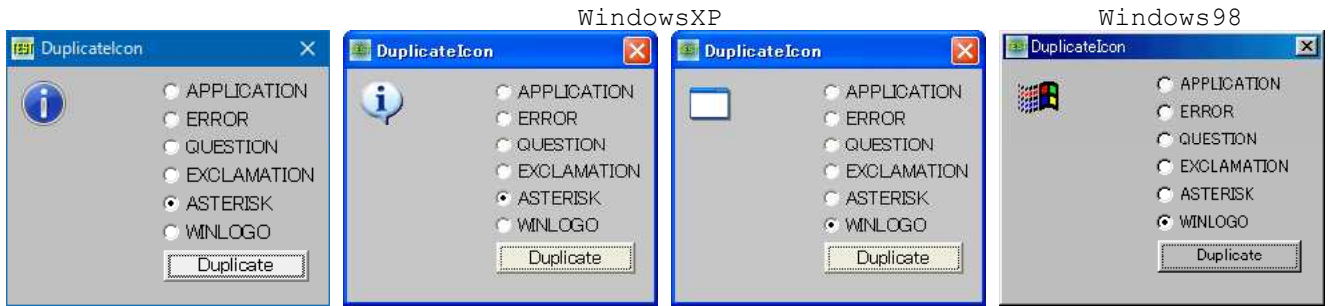 WindowsXP
Windows98
TEST DuplicateIcon
APPLICATION
ERROR
QUESTION
EXCLAMATION
ASTERISK
WINLOGO
Duplicate
DuplicateIcon
APPLICATION
ERROR
QUESTION
EXCLAMATION
ASTERISK
WINLOGO
Duplicate
DuplicateIcon
APPLICATION
ERROR
QUESTION
EXCLAMATION
ASTERISK
WINLOGO
Duplicate
DuplicateIcon
APPLICATION
ERROR
QUESTION
EXCLAMATION
ASTERISK
WINLOGO
Duplicate